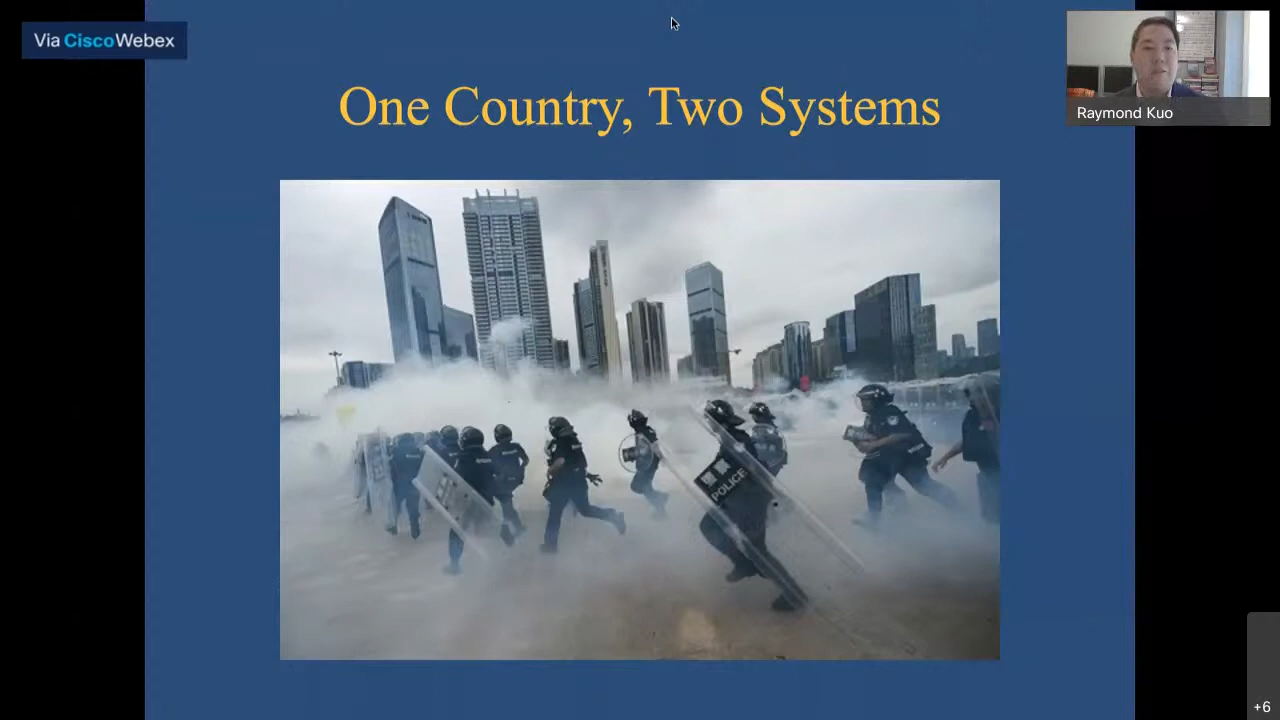 Via CiscoWebex
One Country, Two Systems
Raymond Kuo
POLICE
+6